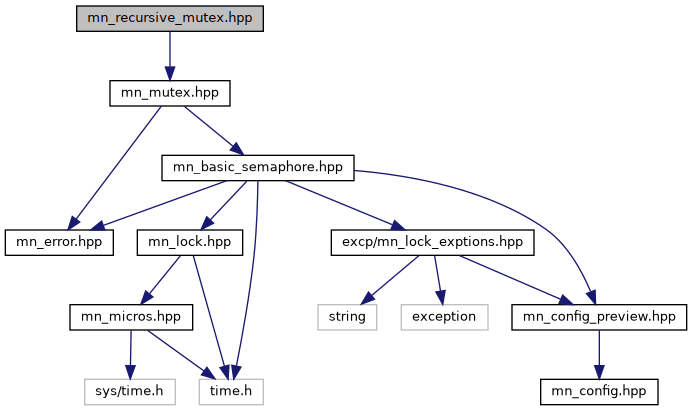 mn_recursive_mutex.hpp
mn_mutex.hpp
mn_basic_semaphore.hpp
mn_error.hpp
mn_lock.hpp
excp/mn_lock_exptions.hpp
mn_micros.hpp
string
exception
mn_config_preview.hpp
sys/time.h
time.h
mn_config.hpp